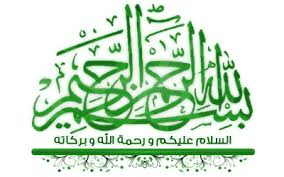 بسم الله الرحمن الرحيم
السلام عليكم و رحمة الله و بركاته